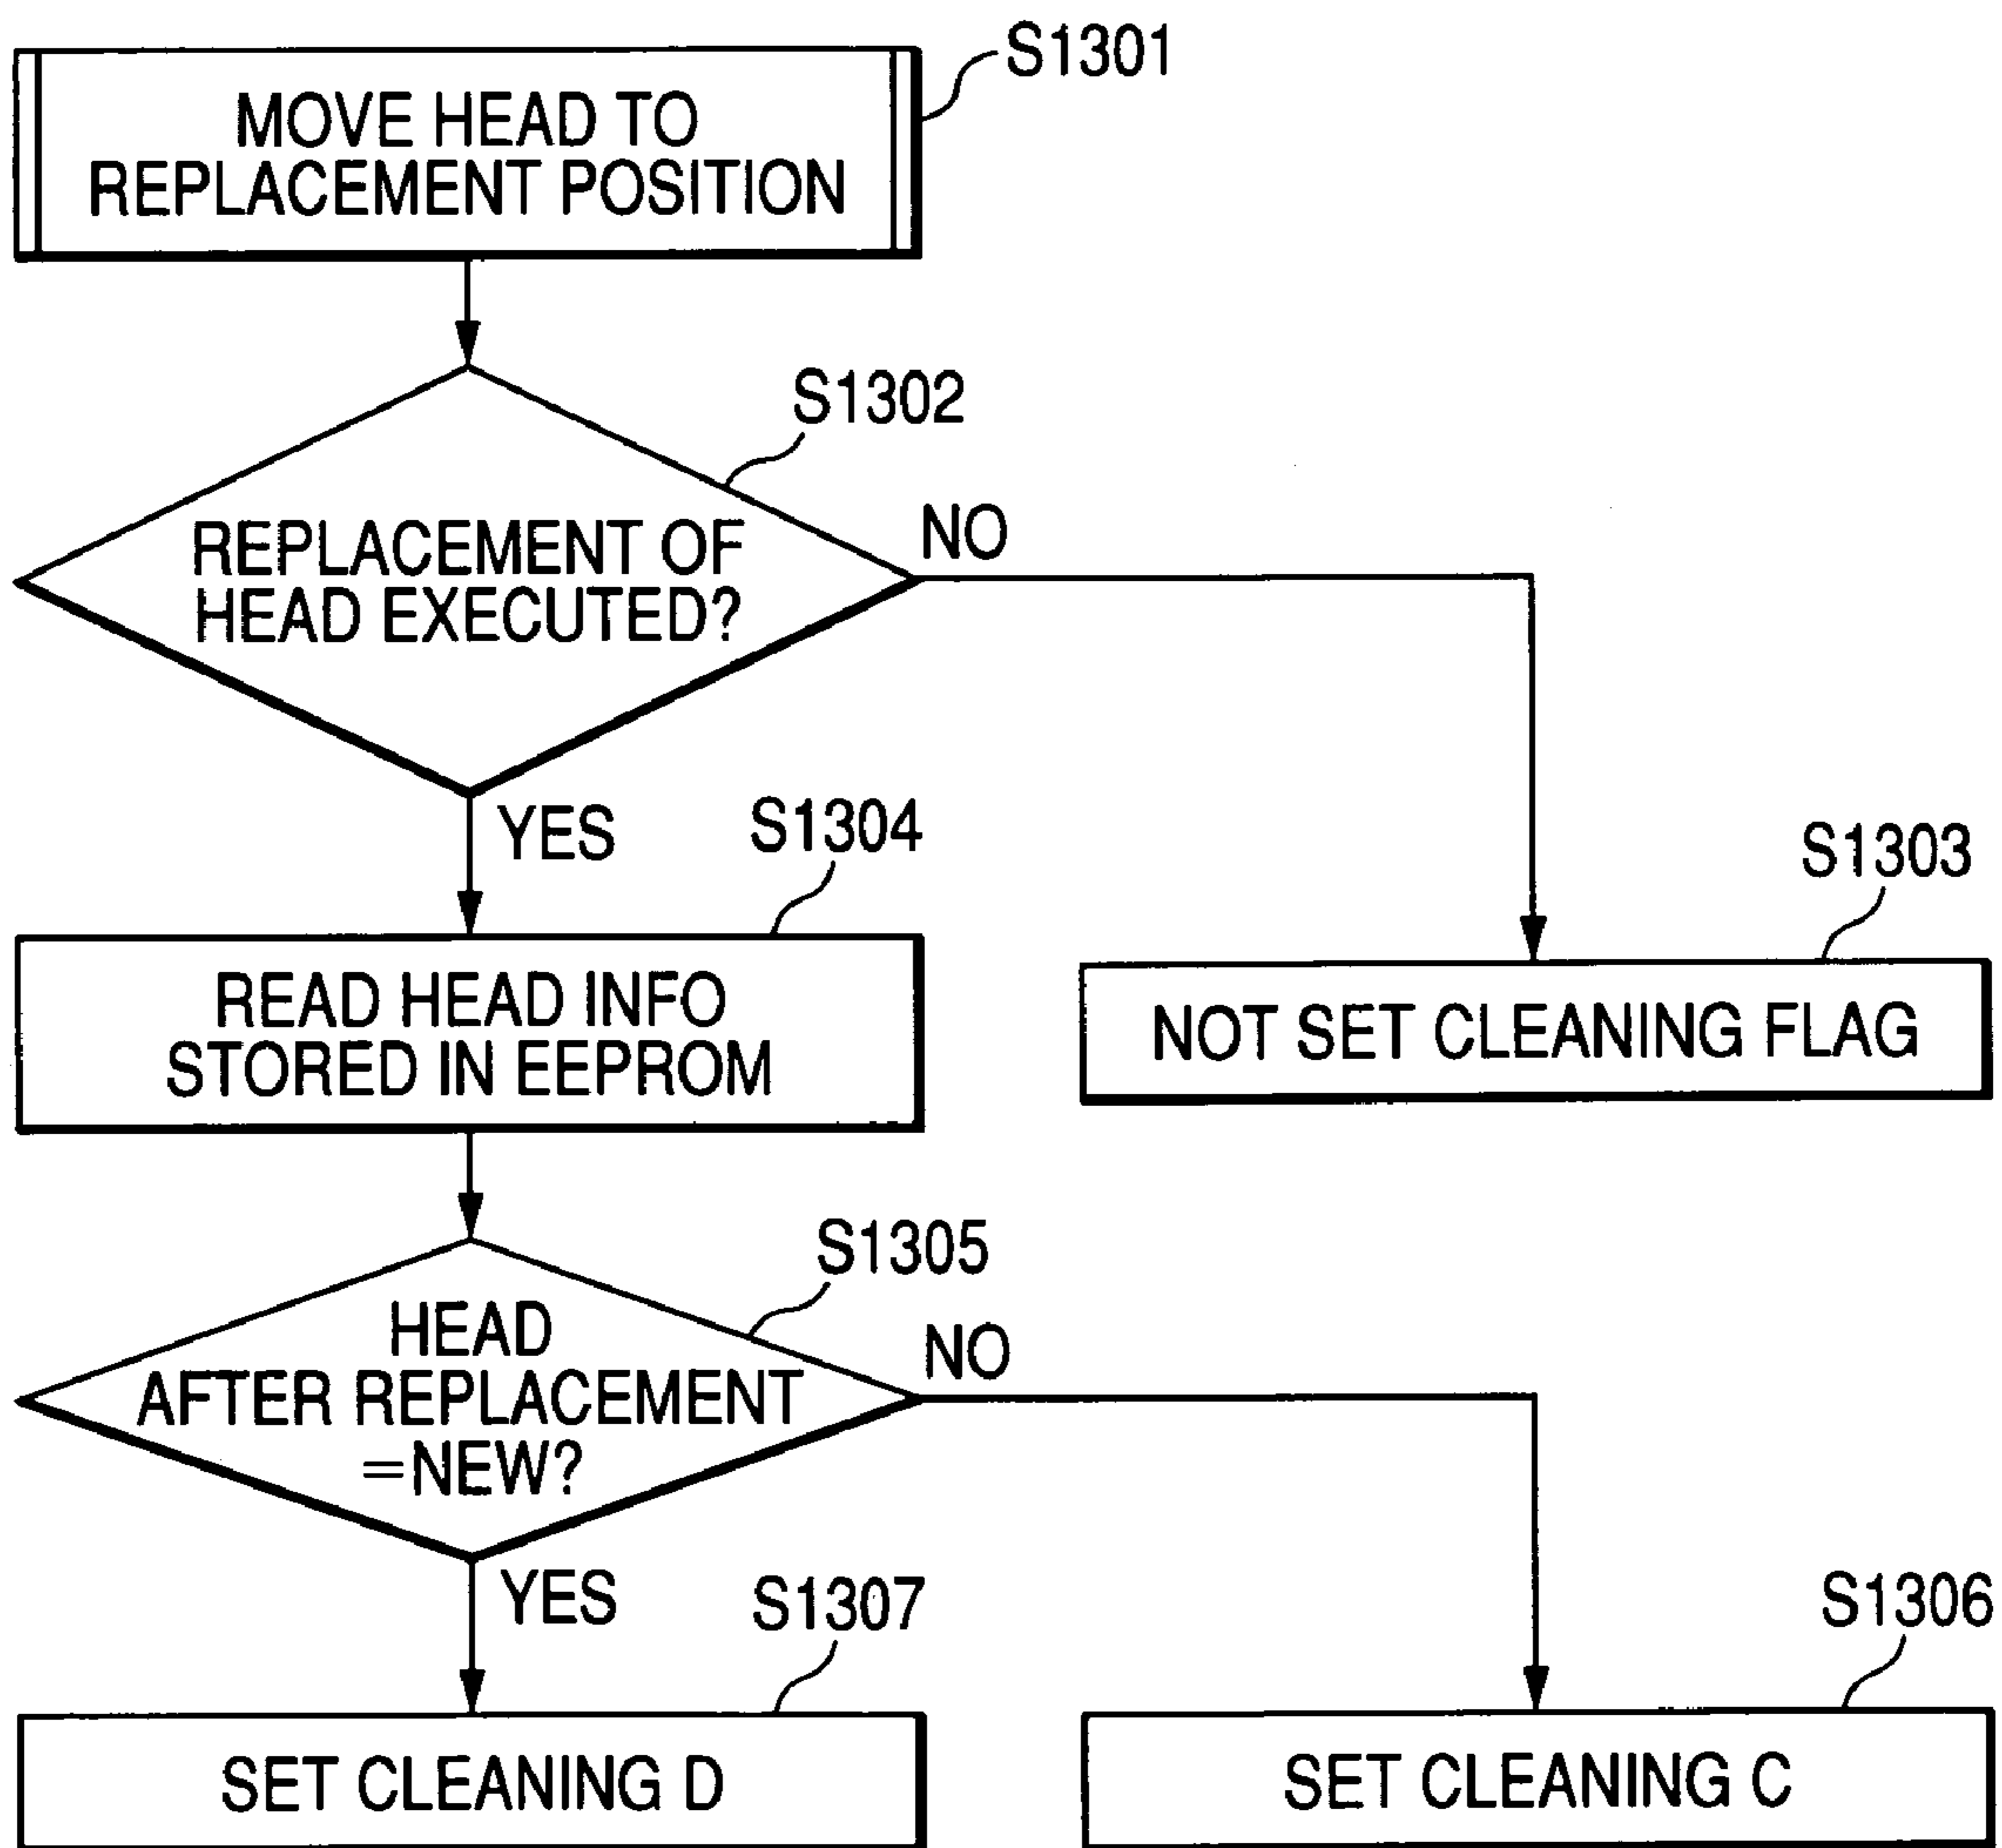 S1301
MOVE HEAD TO
REPLACEMENT POSITION
S1302
REPLACEMENT OF
HEAD EXECUTED?
NO
YES
S1304
S1303
READ HEAD INFO
STORED IN EEPROM
NOT SET CLEANING FLAG
S1305
HEAD
AFTER REPLACEMENT
=NEW?
NO
YES
S1307
S1306
SET CLEANING D
SET CLEANING C